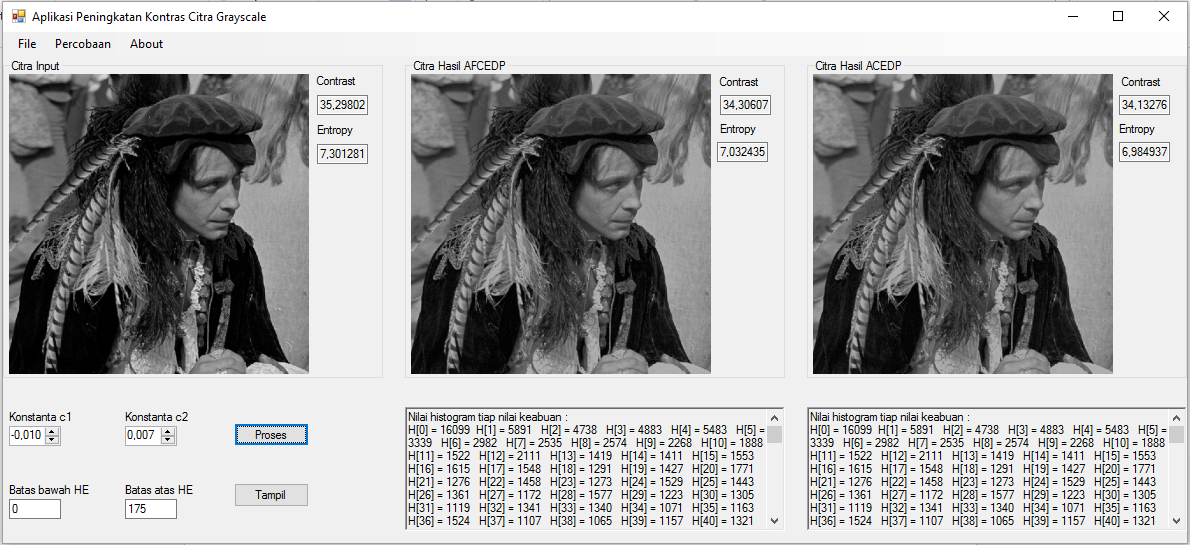 Aplikasi Peningkatan Kontras Citra Grayscale
File Percobaan About
Citra Input
Contrast
35,29802
Entropy
7,301281
Citra Hasil AFCEDP
Contrast
34,30607
Entropy
7,032435
Citra Hasil ACEDP
Contrast
34,13276
Entropy
6,984937
Konstanta c1
-0,010
Konstanta c2
0,007
Proses
Batas bawah HE
0
Batas atas HE
175
Tampil
Nilai histogram tiap nilai keabuan :
H[0] = 16099 H[1] = 5891 H[2] = 4738 H[3] = 4883 H[4] = 5483 H[5] =
3339 H[6] = 2982 H[7] = 2535 H[8] = 2574 H[9] = 2268 H[10] = 1888
H[11] = 1522 H[12] = 2111 H[13] = 1419 H[14] = 1411 H[15] = 1553
H[16] = 1615 H[17] = 1548 H[18] = 1291 H[19] = 1427 H[20] = 1771
H[21] = 1276 H[22] = 1458 H[23] = 1273 H[24] = 1529 H[25] = 1443
H[26] = 1361 H[27] = 1172 H[28] = 1577 H[29] = 1223 H[30] = 1305
H[31] = 1119 H[32] = 1341 H[33] = 1340 H[34] = 1071 H[35] = 1163
H[36] = 1524 H[37] = 1107 H[38] = 1065 H[39] = 1157 H[40] = 1321
Nilai histogram tiap nilai keabuan :
H[0] = 16099 H[1] = 5891 H[2] = 4738 H[3] = 4883 H[4] = 5483 H[5] =
3339 H[6] = 2982 H[7] = 2535 H[8] = 2574 H[9] = 2268 H[10] = 1888
H[11] = 1522 H[12] = 2111 H[13] = 1419 H[14] = 1411 H[15] = 1553
H[16] = 1615 H[17] = 1548 H[18] = 1291 H[19] = 1427 H[20] = 1771
H[21] = 1276 H[22] = 1458 H[23] = 1273 H[24] = 1529 H[25] = 1443
H[26] = 1361 H[27] = 1172 H[28] = 1577 H[29] = 1223 H[30] = 1305
H[31] = 1119 H[32] = 1341 H[33] = 1340 H[34] = 1071 H[35] = 1163
H[36] = 1524 H[37] = 1107 H[38] = 1065 H[39] = 1157 H[40] = 1321